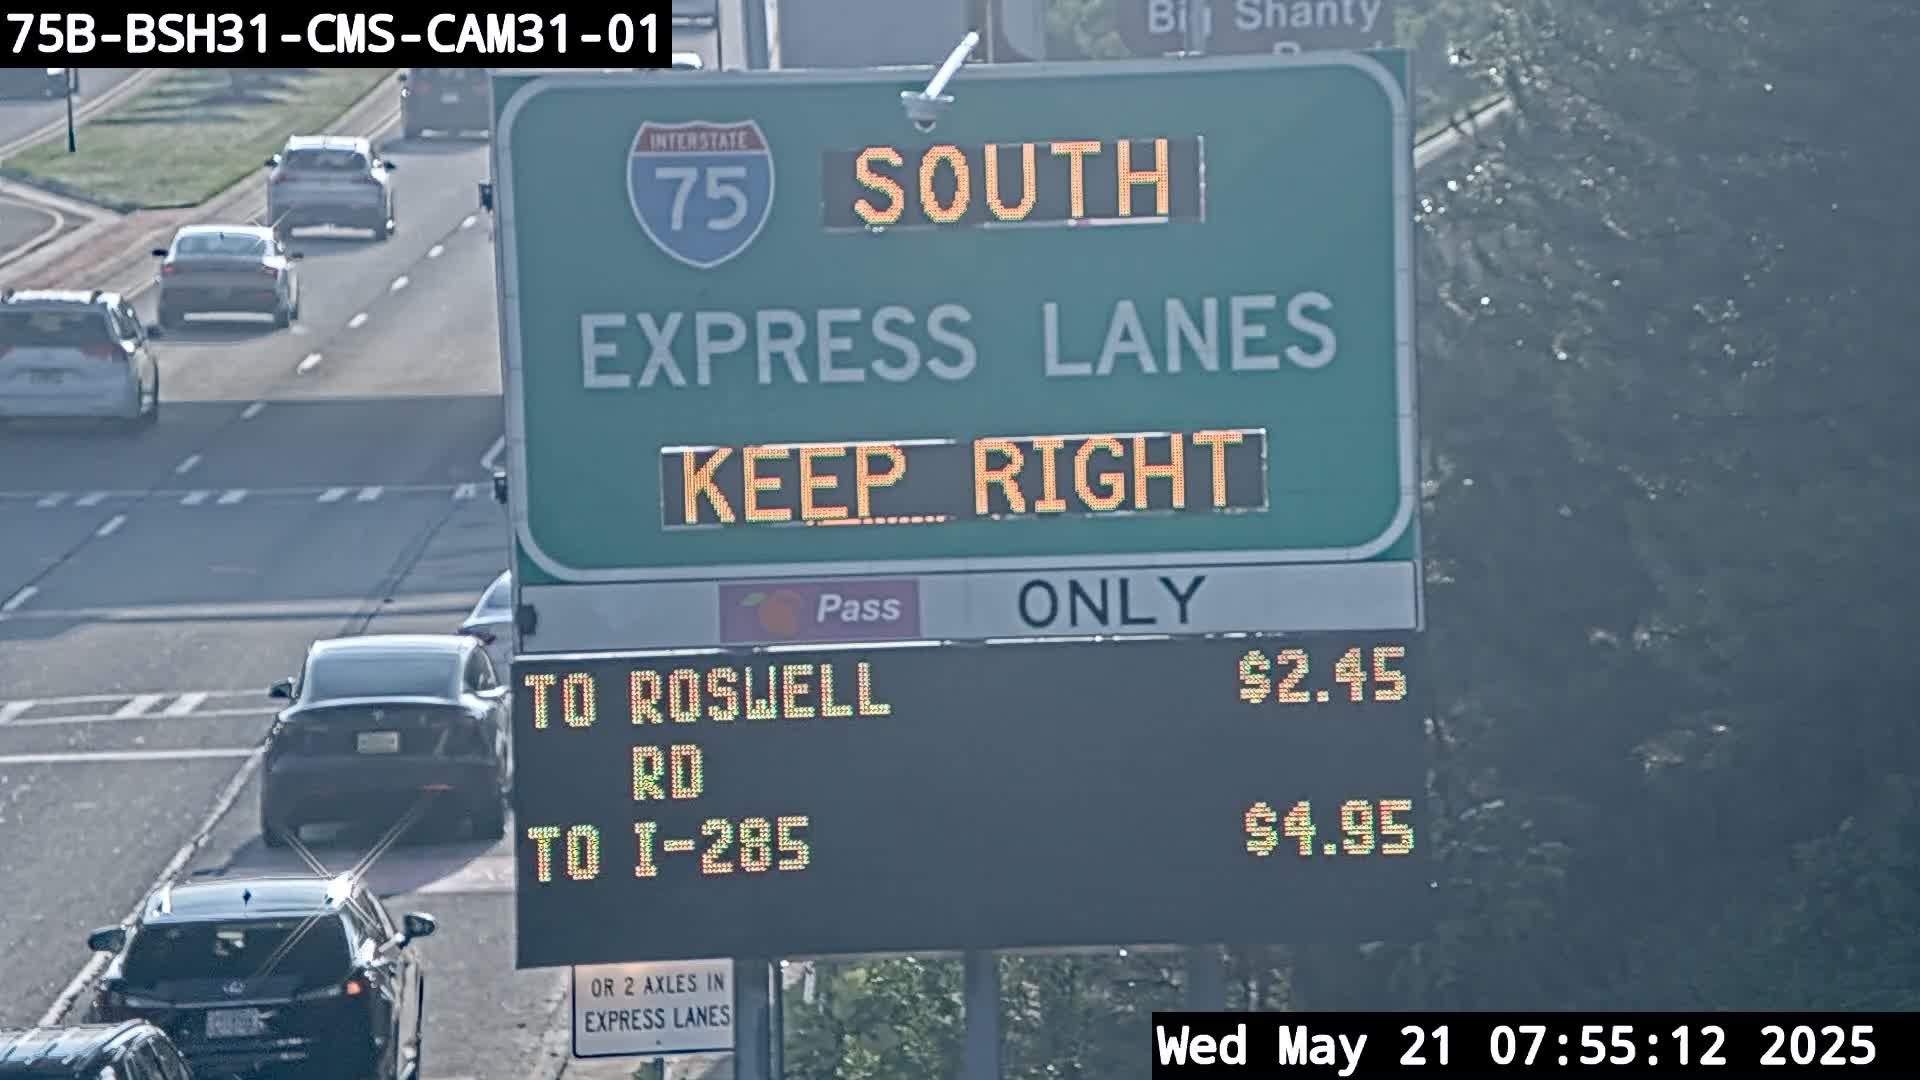 75B-BSH31-CMS-CAM31-01
Big Shanty
INTERSTATE
75
SOUTH
EXPRESS LANES
KEEP RIGHT
Pass ONLY
TO ROSWELL $2.45
RD
TO I-285 $4.95
OR 2 AXLES IN
EXPRESS LANES
Wed May 21 07:55:12 2025